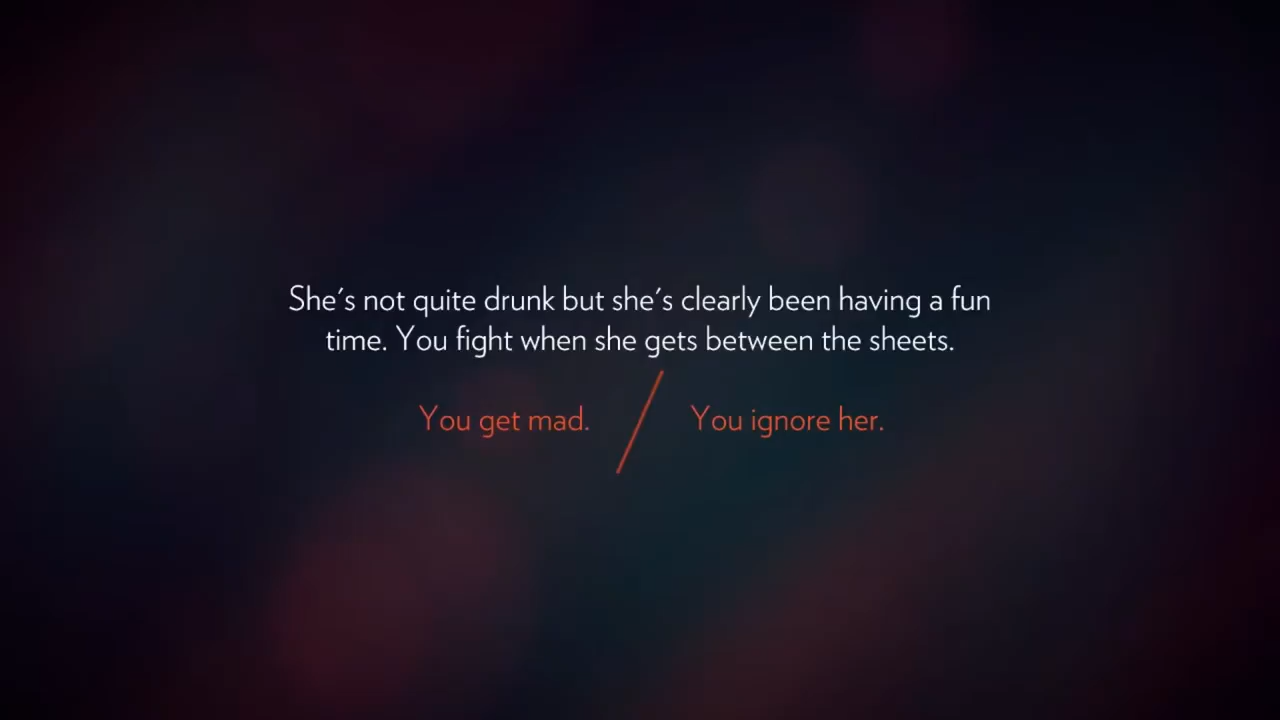 She's not quite drunk but she's clearly been having a fun
time. You fight when she gets between the sheets.
You get mad. / You ignore her.